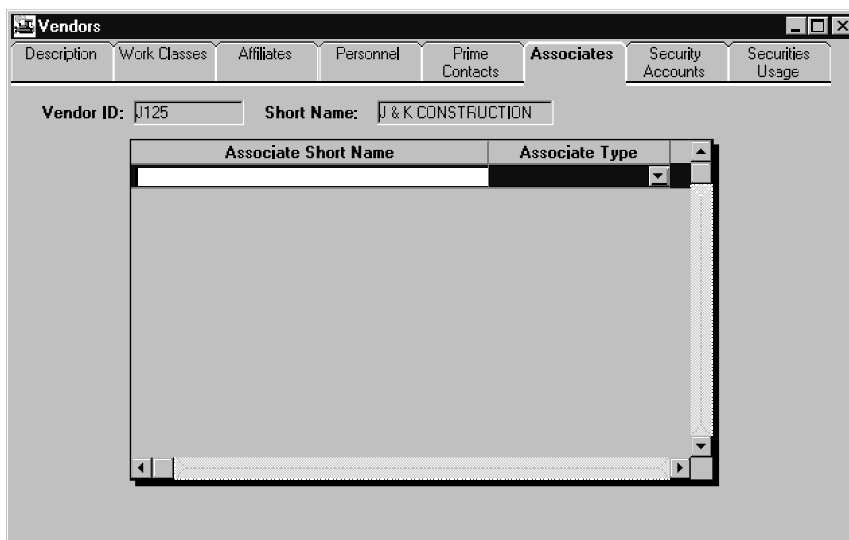 Vendors
Description Work Classes Affiliates Personnel Prime Contacts Associates Security Accounts Securities Usage
Vendor ID: J125 Short Name: J & K CONSTRUCTION
Associate Short Name Associate Type